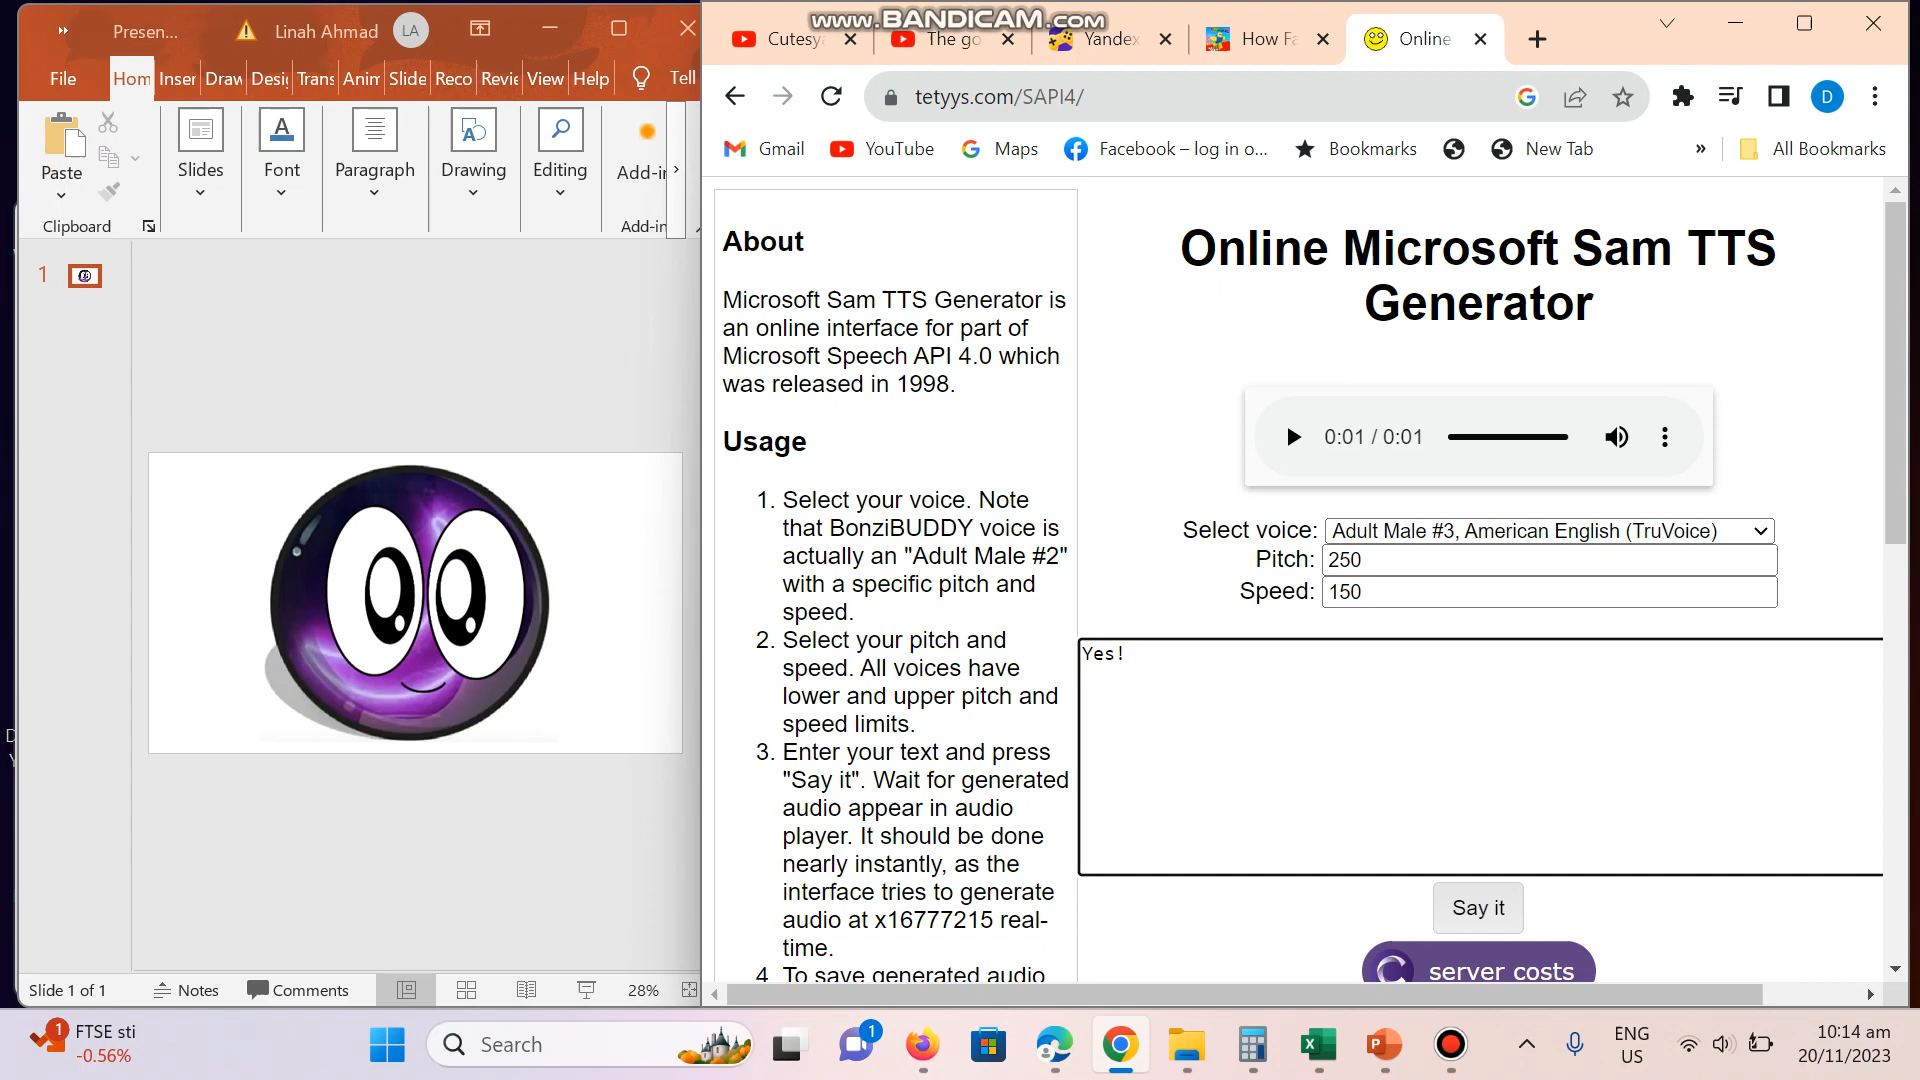 www.BANDICAM.com
Presen...
Linah Ahmad
LA
File
Hom
Inser
Draw
Desi
Trans
Anim
Slide
Reco
Revie
View
Help
Tell
Paste
Clipboard
Slides
Font
Paragraph
Drawing
Editing
Add-in
Add-in
1
Slide 1 of 1
Notes
Comments
28%
Cutesy
The go
Yandex
How Fa
Online
tetyys.com/SAPI4/
D
Gmail
YouTube
Maps
Facebook – log in o...
Bookmarks
New Tab
»
All Bookmarks
About
Microsoft Sam TTS Generator is
an online interface for part of
Microsoft Speech API 4.0 which
was released in 1998.
Usage
1. Select your voice. Note
that BonziBUDDY voice is
actually an "Adult Male #2"
with a specific pitch and
speed.
2. Select your pitch and
speed. All voices have
lower and upper pitch and
speed limits.
3. Enter your text and press
"Say it". Wait for generated
audio appear in audio
player. It should be done
nearly instantly, as the
interface tries to generate
audio at x16777215 real-
time.
4. To save generated audio
Online Microsoft Sam TTS
Generator
0:01 / 0:01
Select voice: Adult Male #3, American English (TruVoice)
Pitch: 250
Speed: 150
Yes!
Say it
server costs
1
FTSE sti
-0.56%
Search
1
ENG
US
10:14 am
20/11/2023